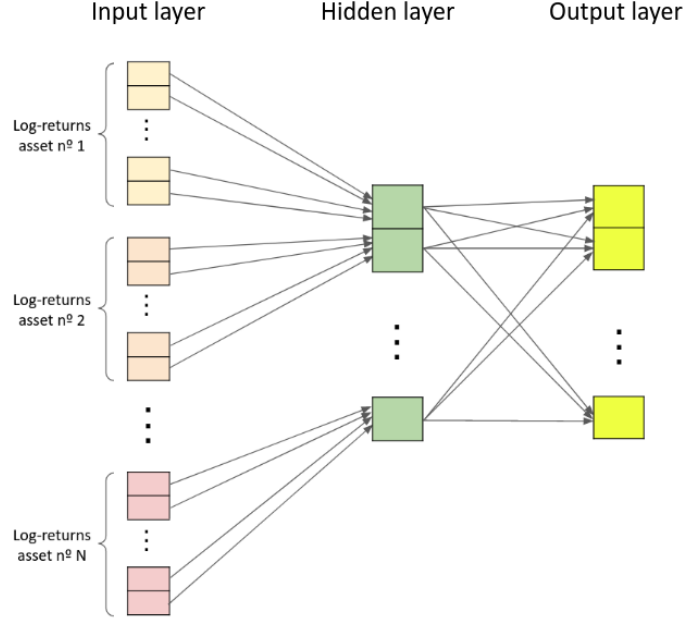 Input layer
Hidden layer
Output layer
Log-returns
asset nº 1
Log-returns
asset nº 2
Log-returns
asset nº N